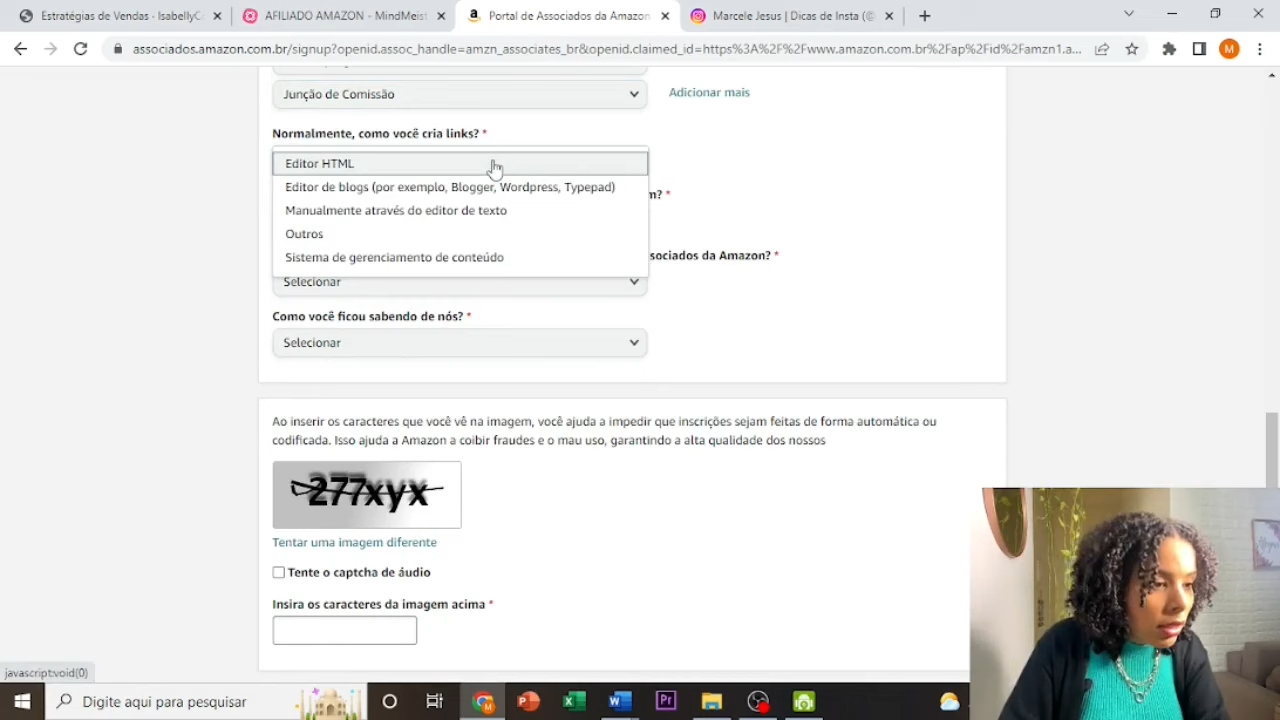 Estratégias de Vendas - IsabellyCo
AFILIADO AMAZON - MindMeist
Portal de Associados da Amazon
Marcele Jesus | Dicas de Insta (@
associados.amazon.com.br/signup?openid.assoc_handle=amzn_associates_br&openid.claimed_id=https%3A%2F%2Fwww.amazon.com.br%2Fap%2Fid%2Famzn1.a...
M
Junção de Comissão
Adicionar mais
Normalmente, como você cria links? *
Editor HTML
Editor de blogs (por exemplo, Blogger, Wordpress, Typepad)
m? *
Manualmente através do editor de texto
Outros
Sistema de gerenciamento de conteúdo
sociados da Amazon? *
Selecionar
Como você ficou sabendo de nós? *
Selecionar
Ao inserir os caracteres que você vê na imagem, você ajuda a impedir que inscrições sejam feitas de forma automática ou
codificada. Isso ajuda a Amazon a coibir fraudes e o mau uso, garantindo a alta qualidade dos nossos
277xyx
Tentar uma imagem diferente
Tente o captcha de áudio
Insira os caracteres da imagem acima *
javascript:void(0)
Digite aqui para pesquisar